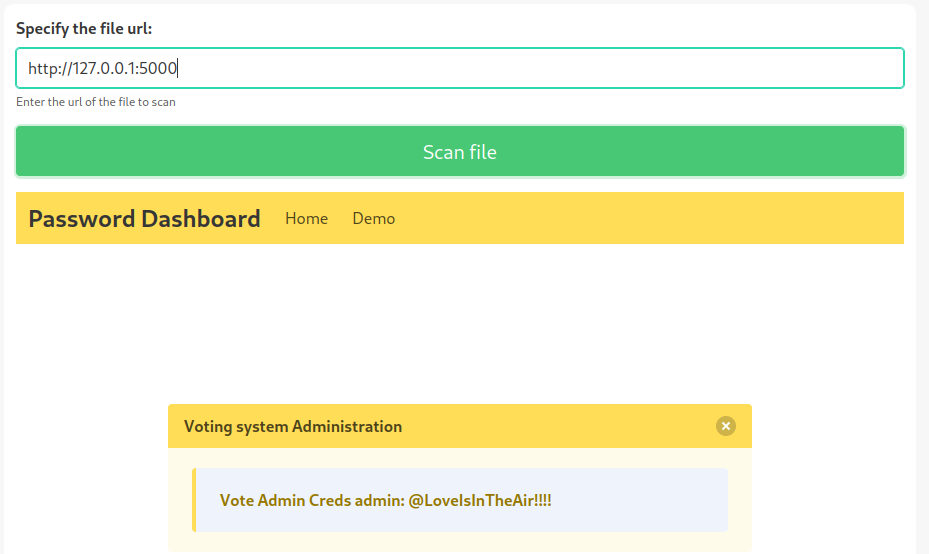 Specify the file url:
http://127.0.0.1:5000
Enter the url of the file to scan
Scan file
Password Dashboard Home Demo
Voting system Administration
Vote Admin Creds admin: @LoveIsInTheAir!!!!